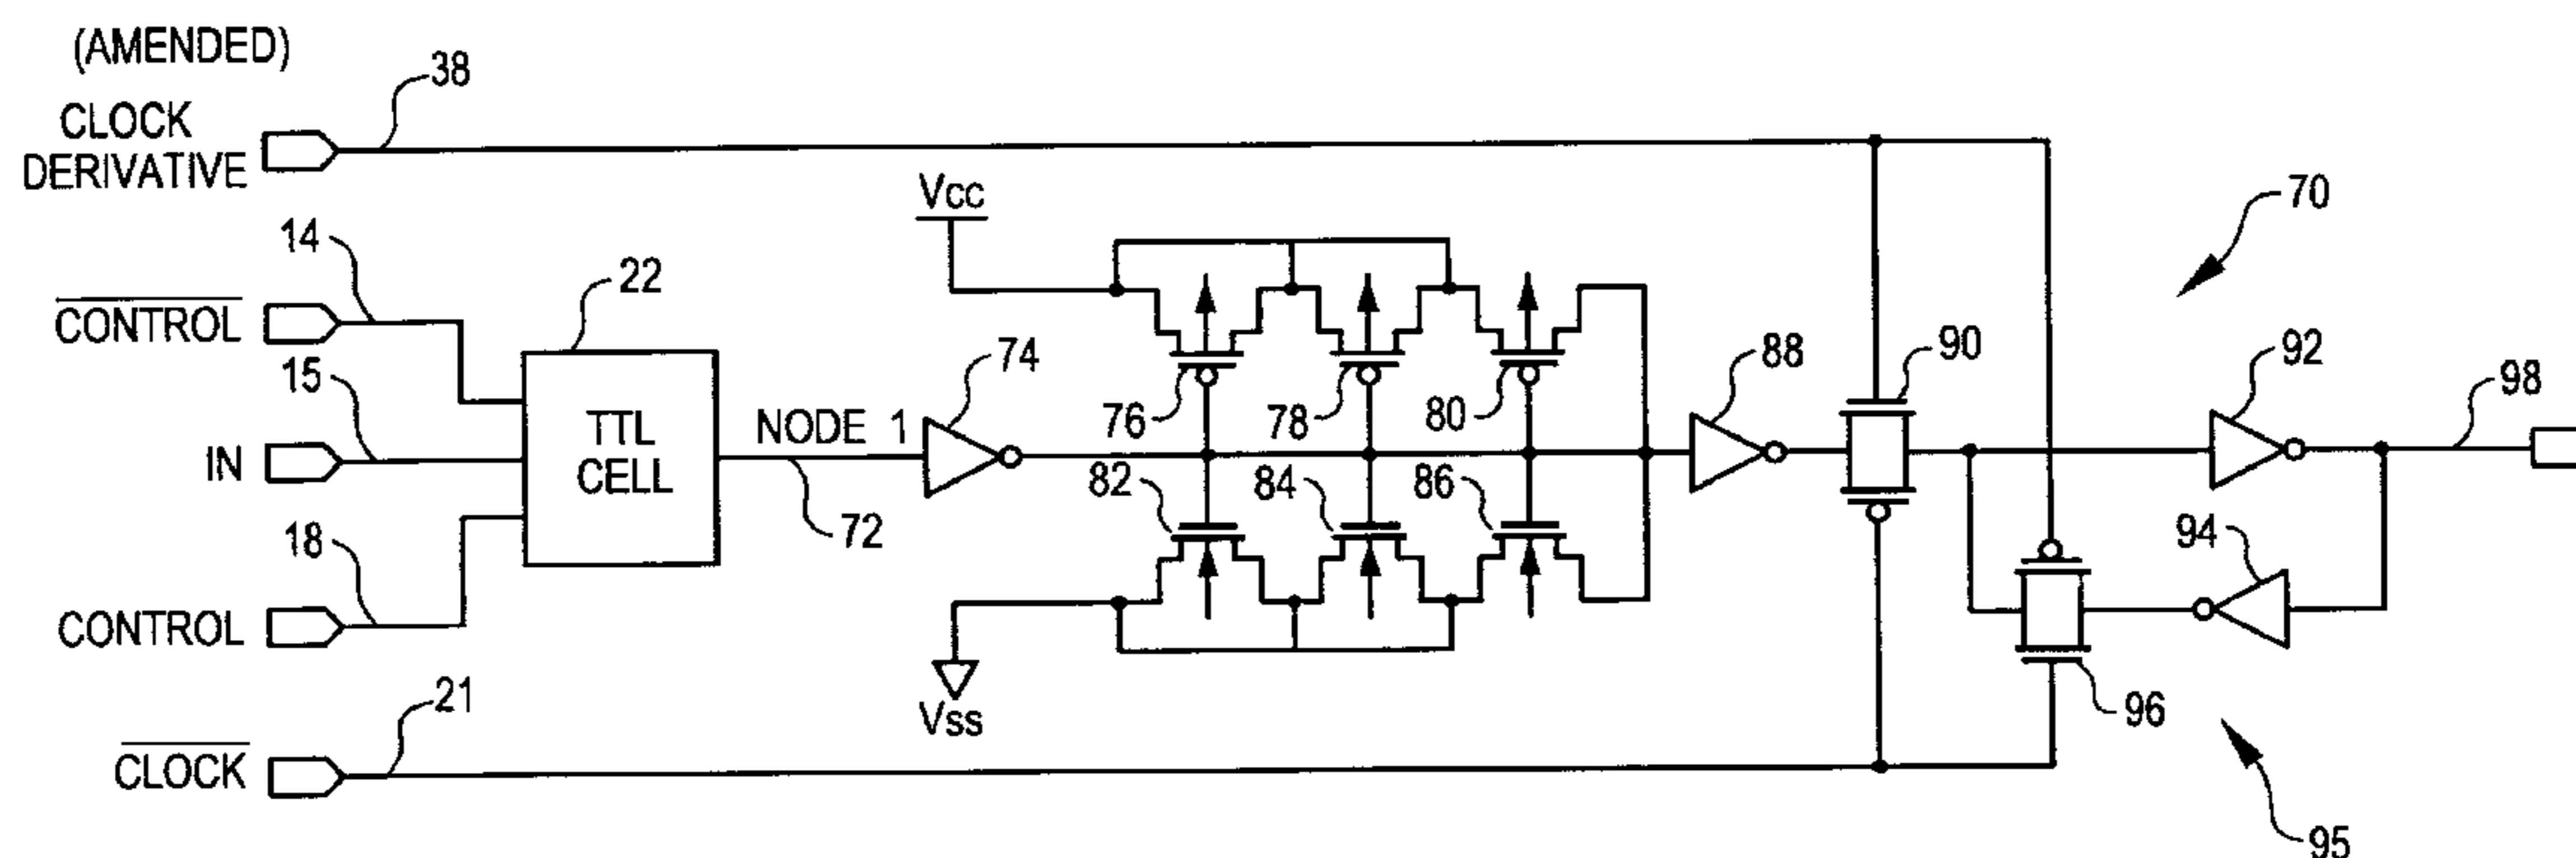 (AMENDED)
38
CLOCK
DERIVATIVE
Vcc
70
14
22
CONTROL
74
88
90
92
98
15
76
78
80
TTL
CELL
NODE 1
IN
82
84
86
72
94
18
CONTROL
21
Vss
96
CLOCK
95